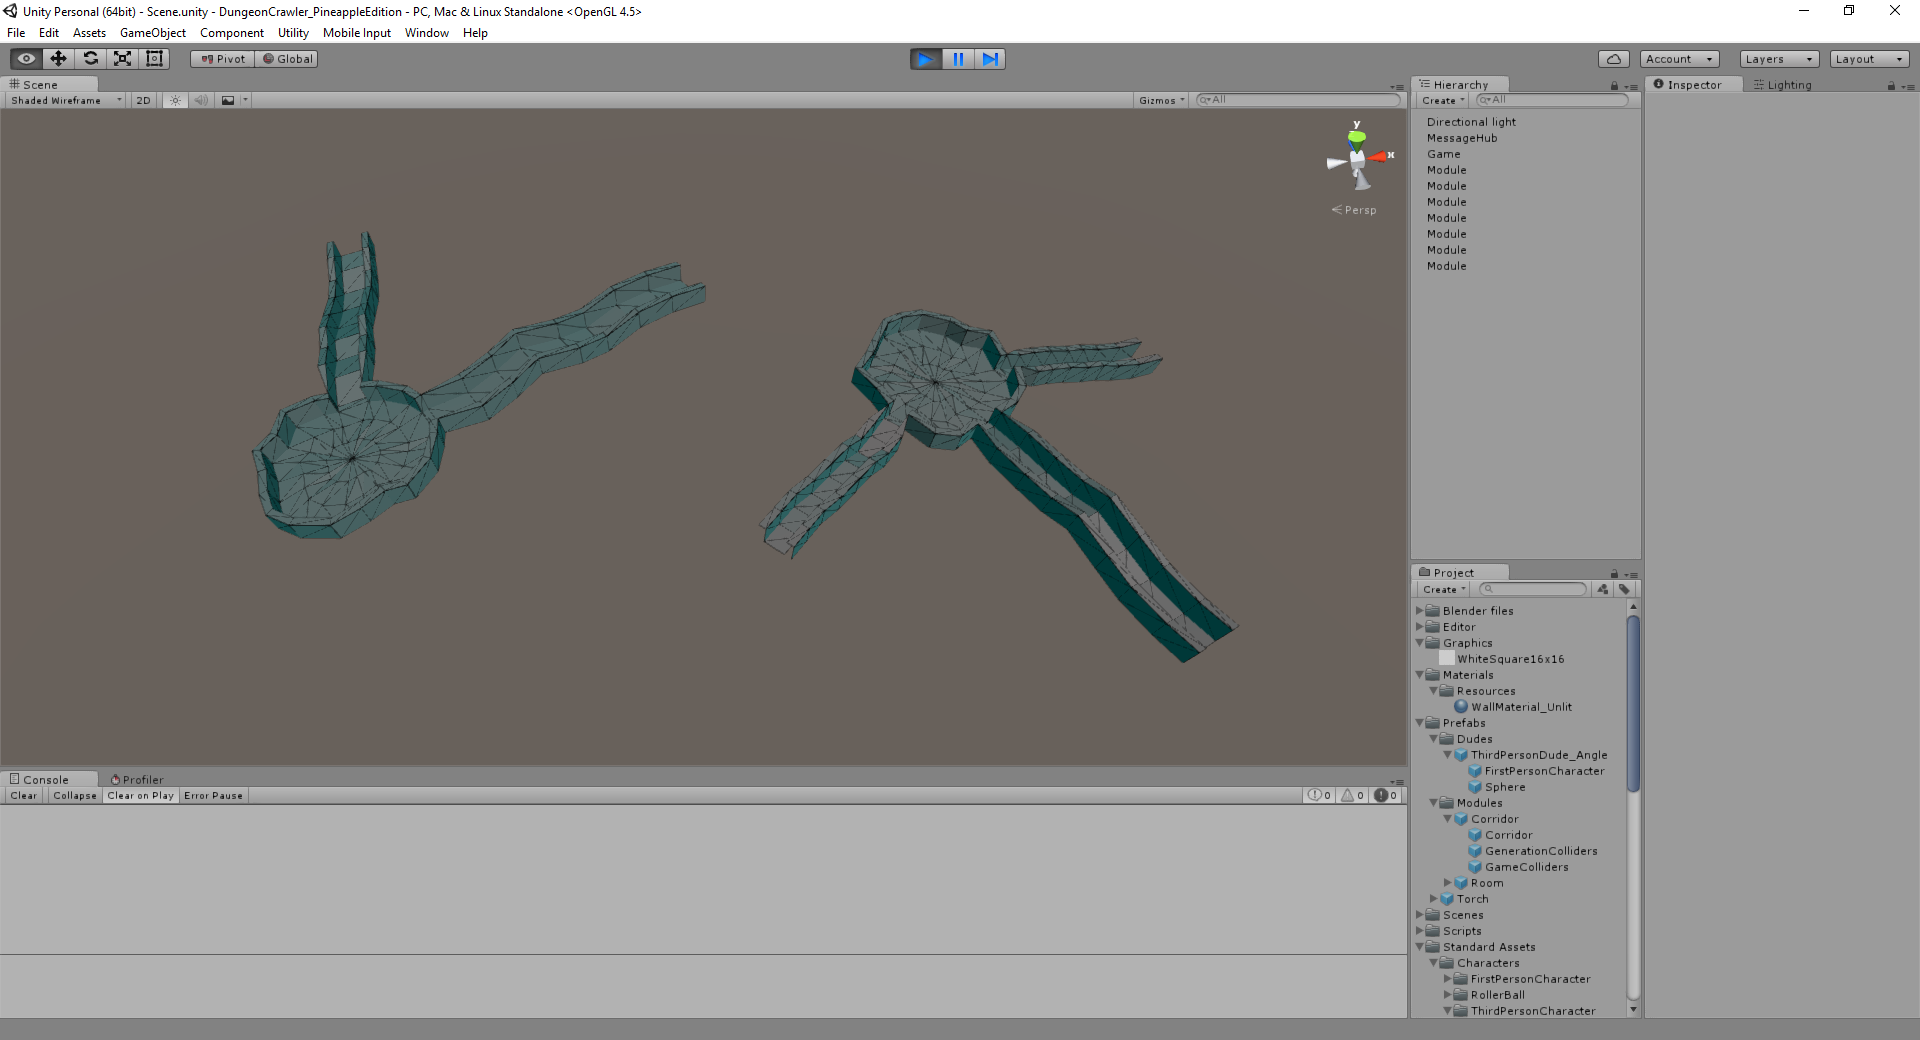 Unity Personal (64bit) - Scene.unity - DungeonCrawler_PineappleEdition - PC, Mac & Linux Standalone <OpenGL 4.5>
File Edit Assets GameObject Component Utility Mobile Input Window Help
Pivot Global Account Layers Layout
Scene
Shaded Wireframe 2D Gizmos All
y
x
Persp
Hierarchy
Create All
Directional light
MessageHub
Game
Module
Module
Module
Module
Module
Module
Module
Inspector Lighting
Project
Create
Blender files
Editor
Graphics
WhiteSquare16x16
Materials
Resources
WallMaterial_Unlit
Prefabs
Dudes
ThirdPersonDude_Angle
FirstPersonCharacter
Sphere
Modules
Corridor
Corridor
GenerationColliders
GameColliders
Room
Torch
Scenes
Scripts
Standard Assets
Characters
FirstPersonCharacter
RollerBall
ThirdPersonCharacter
Console Profiler
Clear Collapse Clear on Play Error Pause 0 0 0